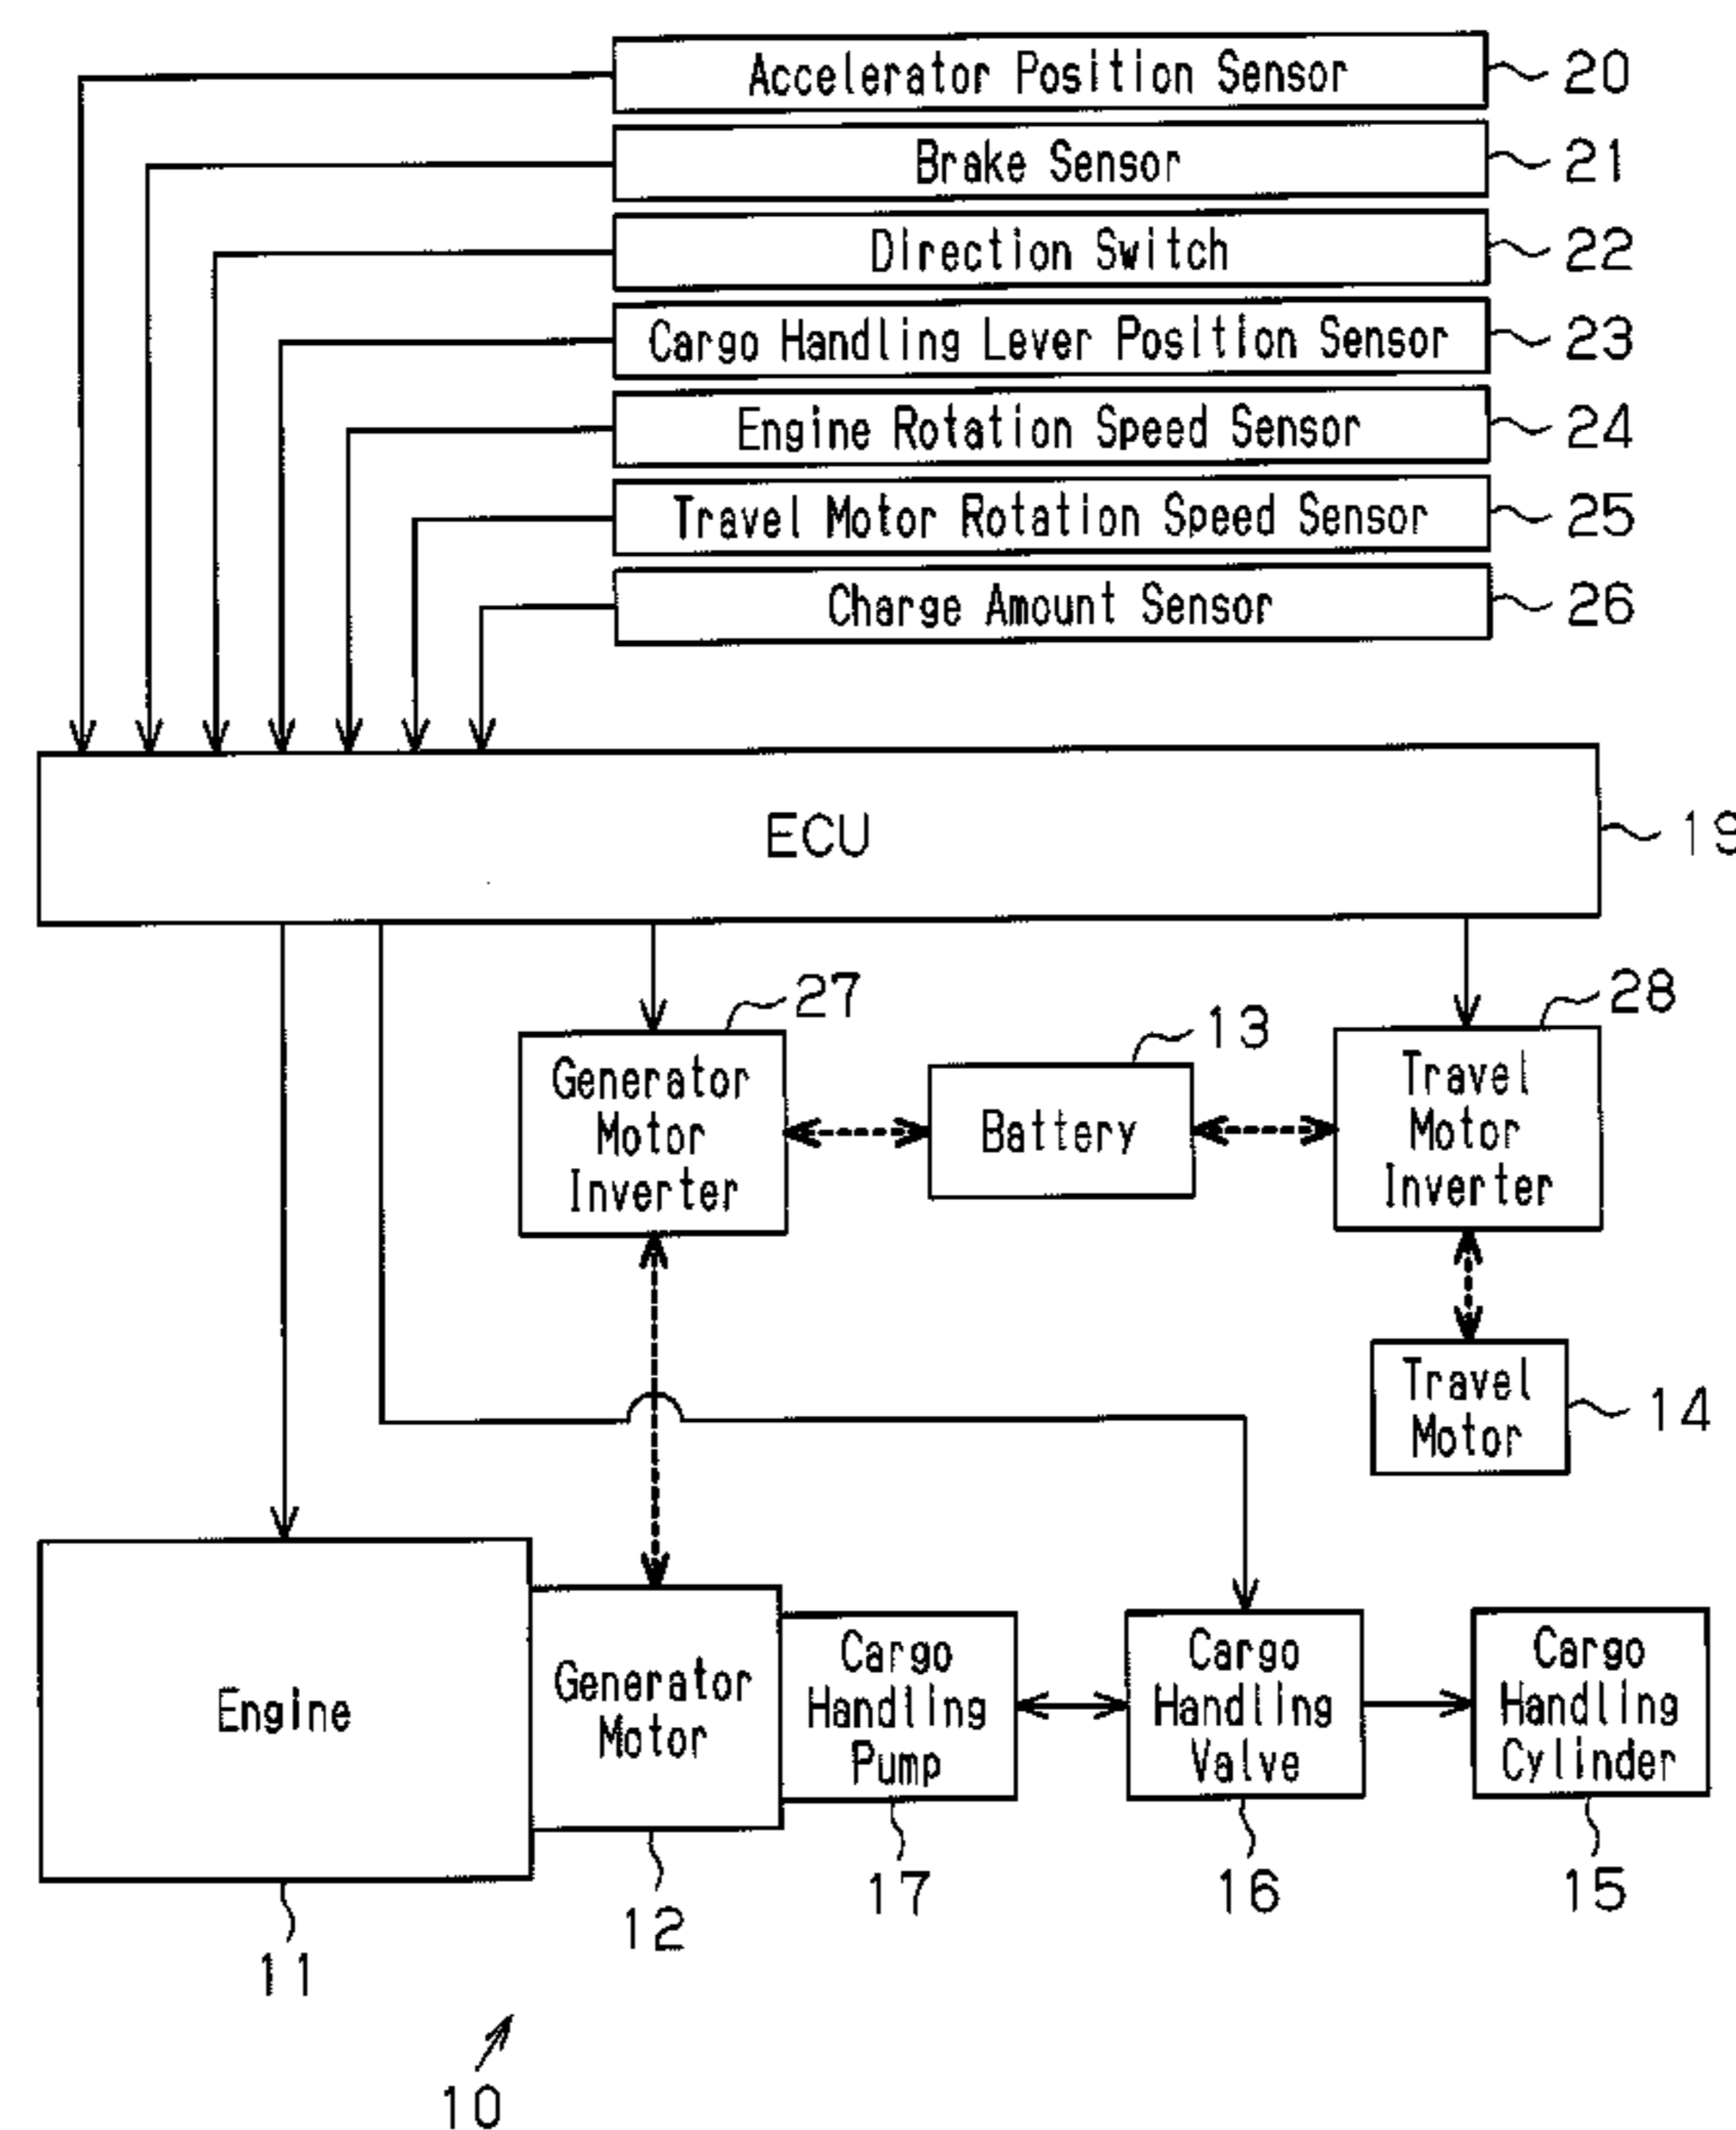 Accelerator Position Sensor 20
Brake Sensor 21
Direction Switch 22
Cargo Handling Lever Position Sensor 23
Engine Rotation Speed Sensor 24
Travel Motor Rotation Speed Sensor 25
Charge Amount Sensor 26
ECU 19
27
13
28
Generator
Motor
Inverter
Battery
Travel
Motor
Inverter
Travel
Motor
14
Engine
Generator
Motor
Cargo
Handling
Pump
Cargo
Handling
Valve
Cargo
Handling
Cylinder
11
12
17
16
15
10